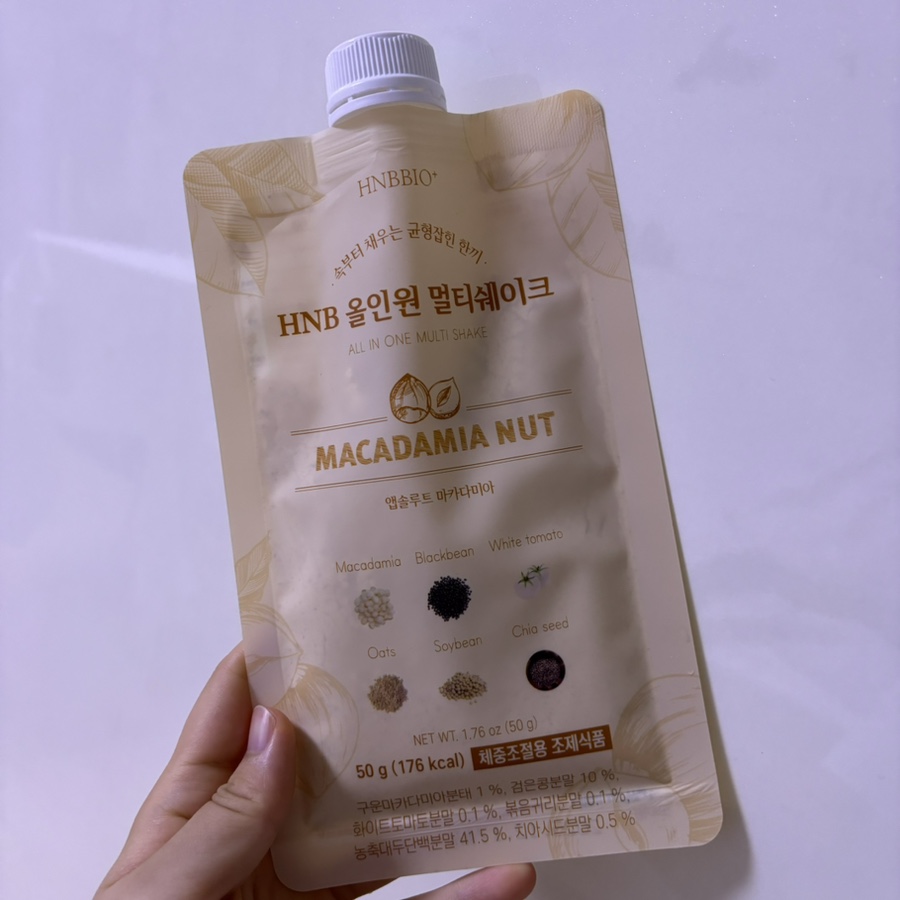 HNBBIO+
· 속부터 채우는 균형잡힌 한끼 ·
HNB 올인원 멀티쉐이크
ALL IN ONE MULTI SHAKE
MACADAMIA NUT
앱솔루트 마카다미아
Macadamia Blackbean White tomato
Oats Soybean Chia seed
NET WT. 1.76 oz (50 g)
50 g (176 kcal) 체중조절용 조제식품
구운마카다미아분태 1 %, 검은콩분말 10 %,
화이트토마토분말 0.1 %, 볶음귀리분말 0.1 %,
농축대두단백분말 41.5 %, 치아시드분말 0.5 %